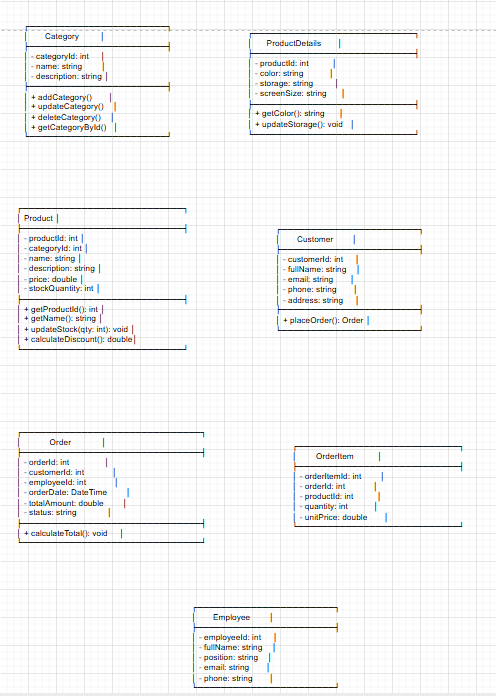 Category
- categoryId: int
- name: string
- description: string
+ addCategory()
+ updateCategory()
+ deleteCategory()
+ getCategoryById()
ProductDetails
- productId: int
- color: string
- storage: string
- screenSize: string
+ getColor(): string
+ updateStorage(): void
Product
- productId: int
- categoryId: int
- name: string
- description: string
- price: double
- stockQuantity: int
+ getProductId(): int
+ getName(): string
+ updateStock(qty: int): void
+ calculateDiscount(): double
Customer
- customerId: int
- fullName: string
- email: string
- phone: string
- address: string
+ placeOrder(): Order
Order
- orderId: int
- customerId: int
- employeeId: int
- orderDate: DateTime
- totalAmount: double
- status: string
+ calculateTotal(): void
OrderItem
- orderItemId: int
- orderId: int
- productId: int
- quantity: int
- unitPrice: double
Employee
- employeeId: int
- fullName: string
- position: string
- email: string
- phone: string